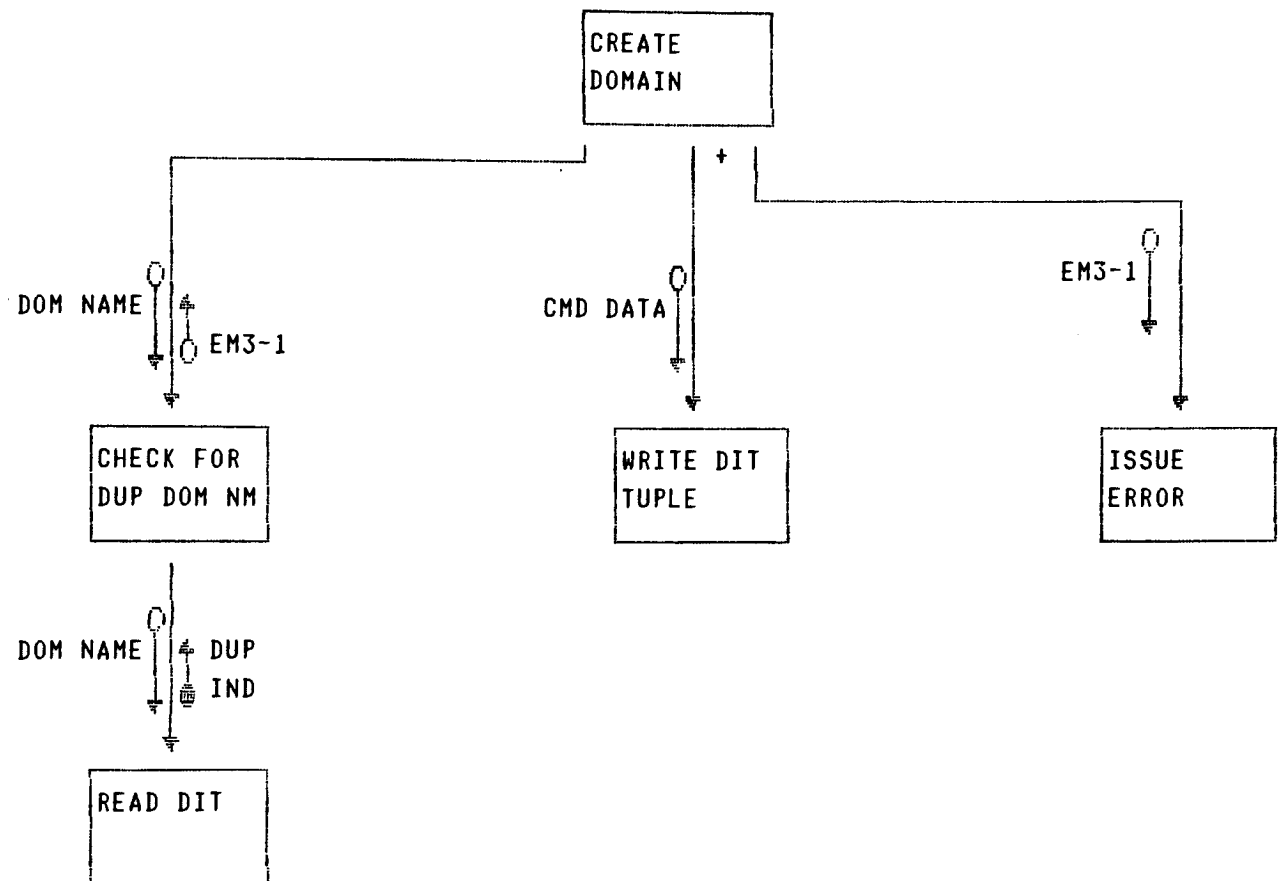 CREATE
DOMAIN
+
DOM NAME
EM3-1
CMD DATA
EM3-1
CHECK FOR
DUP DOM NM
WRITE DIT
TUPLE
ISSUE
ERROR
DOM NAME
DUP
IND
READ DIT